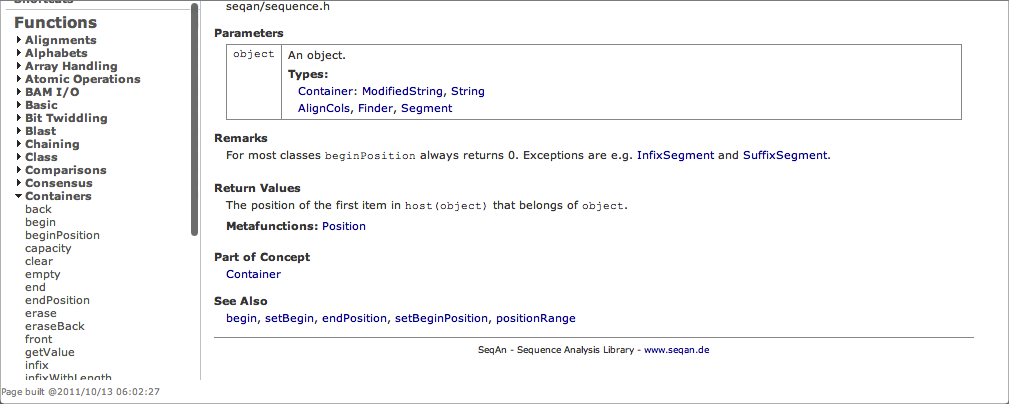 Shortcuts
Functions
Alignments
Alphabets
Array Handling
Atomic Operations
BAM I/O
Basic
Bit Twiddling
Blast
Chaining
Class
Comparisons
Consensus
Containers
back
begin
beginPosition
capacity
clear
empty
end
endPosition
erase
eraseBack
front
getValue
infix
infixWithLength
Page built @2011/10/13 06:02:27
seqan/sequence.h
Parameters
object
An object.
Types:
Container: ModifiedString, String
AlignCols, Finder, Segment
Remarks
For most classes beginPosition always returns 0. Exceptions are e.g. InfixSegment and SuffixSegment.
Return Values
The position of the first item in host(object) that belongs of object.
Metafunctions: Position
Part of Concept
Container
See Also
begin, setBegin, endPosition, setBeginPosition, positionRange
SeqAn - Sequence Analysis Library - www.seqan.de